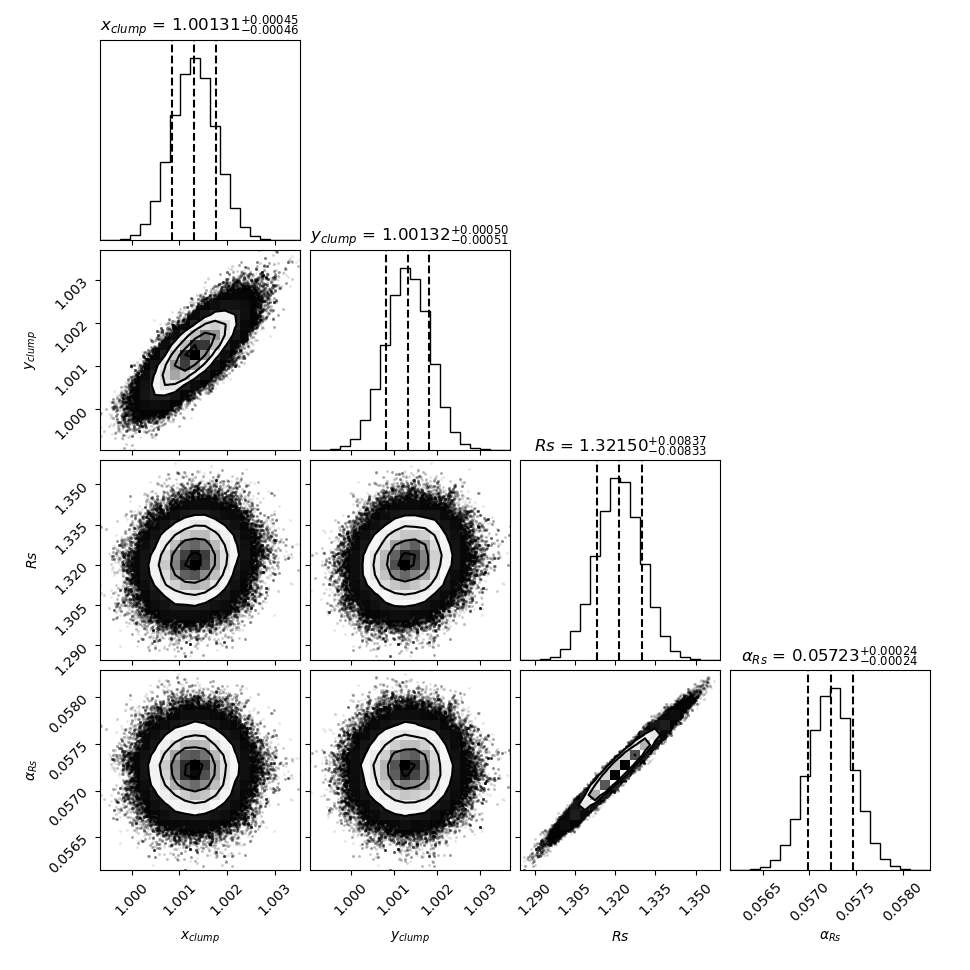 x_clump = 1.00131 +0.00045 −0.00046
y_clump = 1.00132 +0.00050 −0.00051
1.003
1.002
1.001
1.000
y_clump
Rs = 1.32150 +0.00837 −0.00833
1.350
1.335
1.320
1.305
1.290
Rs
α_Rs = 0.05723 +0.00024 −0.00024
0.0580
0.0575
0.0570
0.0565
α_Rs
1.000 1.001 1.002 1.003 1.000 1.001 1.002 1.003 1.290 1.305 1.320 1.335 1.350 0.0565 0.0570 0.0575 0.0580
x_clump y_clump Rs α_Rs